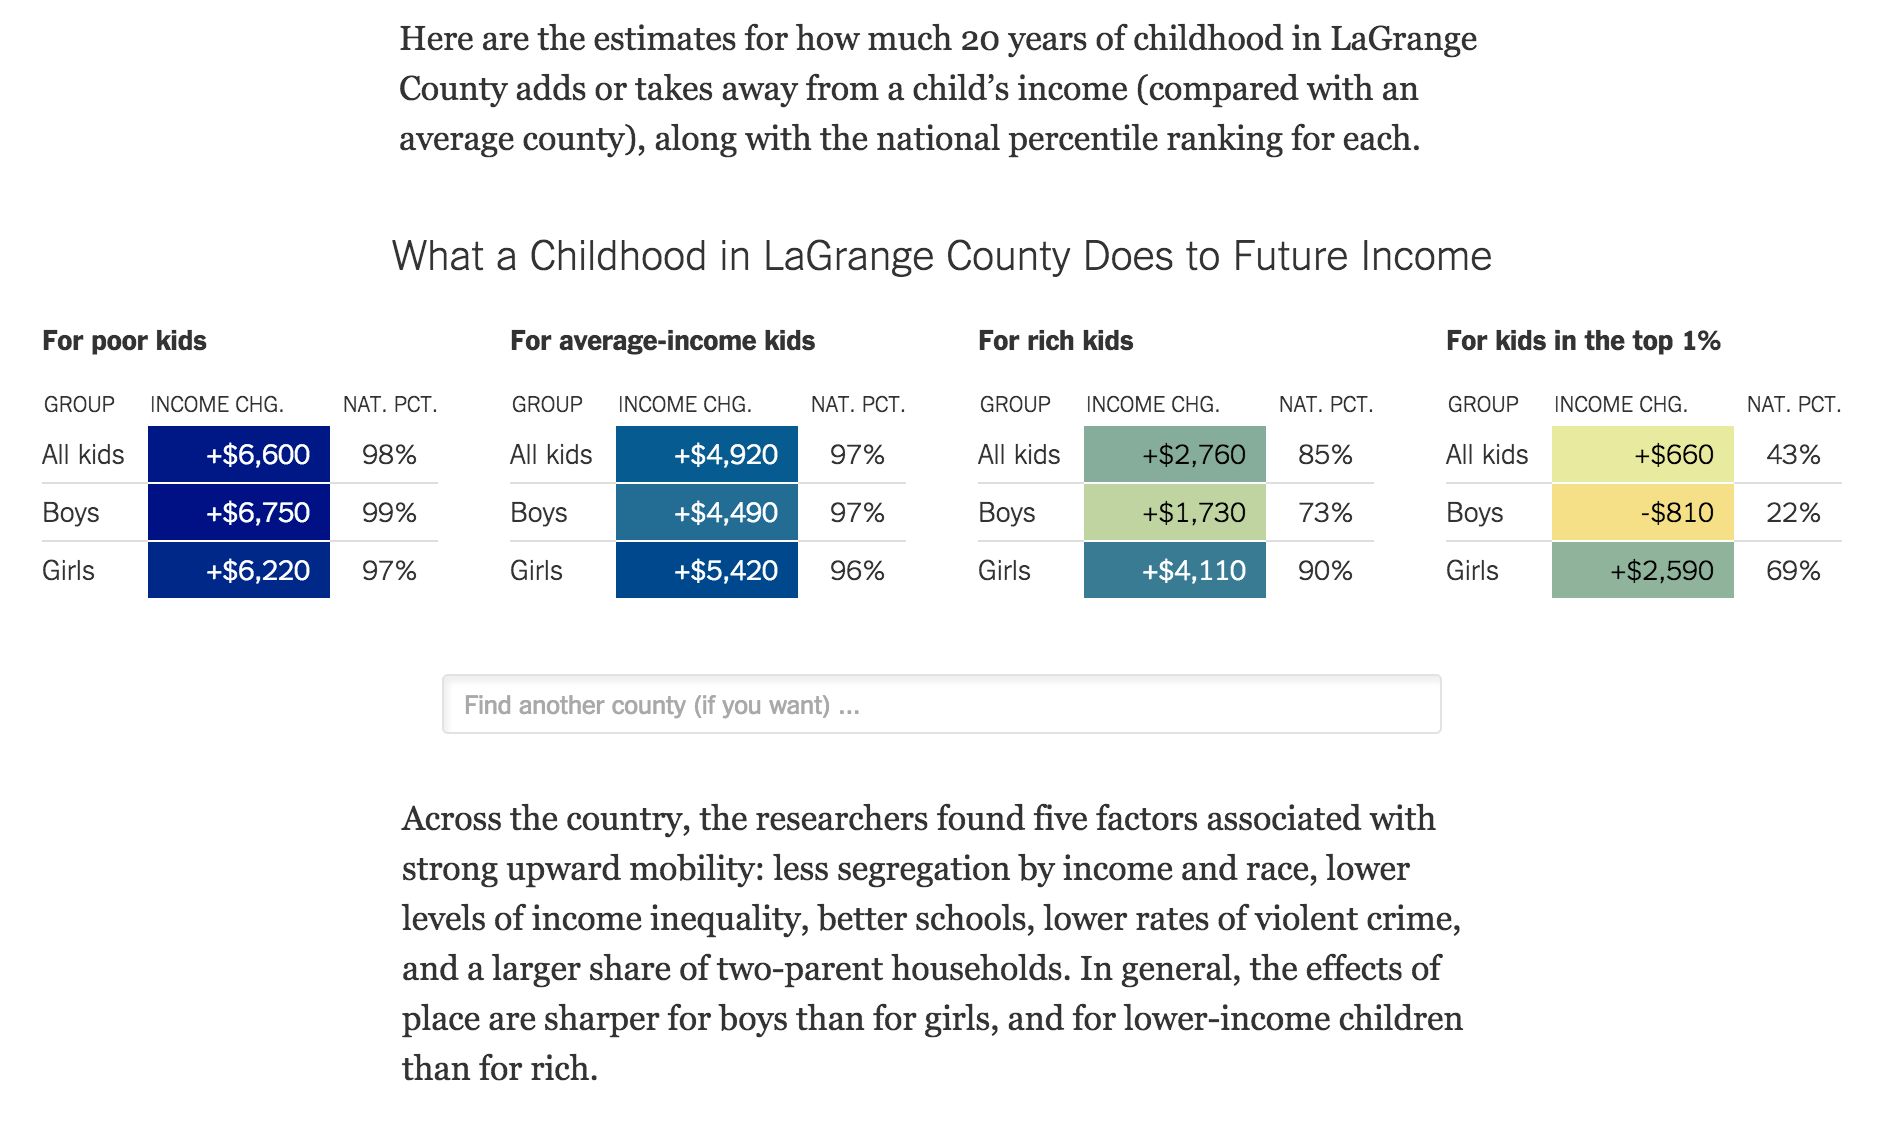 Here are the estimates for how much 20 years of childhood in LaGrange
County adds or takes away from a child’s income (compared with an
average county), along with the national percentile ranking for each.
What a Childhood in LaGrange County Does to Future Income
For poor kids
GROUP INCOME CHG. NAT. PCT.
All kids +$6,600 98%
Boys +$6,750 99%
Girls +$6,220 97%
For average-income kids
GROUP INCOME CHG. NAT. PCT.
All kids +$4,920 97%
Boys +$4,490 97%
Girls +$5,420 96%
For rich kids
GROUP INCOME CHG. NAT. PCT.
All kids +$2,760 85%
Boys +$1,730 73%
Girls +$4,110 90%
For kids in the top 1%
GROUP INCOME CHG. NAT. PCT.
All kids +$660 43%
Boys -$810 22%
Girls +$2,590 69%
Find another county (if you want) ...
Across the country, the researchers found five factors associated with
strong upward mobility: less segregation by income and race, lower
levels of income inequality, better schools, lower rates of violent crime,
and a larger share of two-parent households. In general, the effects of
place are sharper for boys than for girls, and for lower-income children
than for rich.